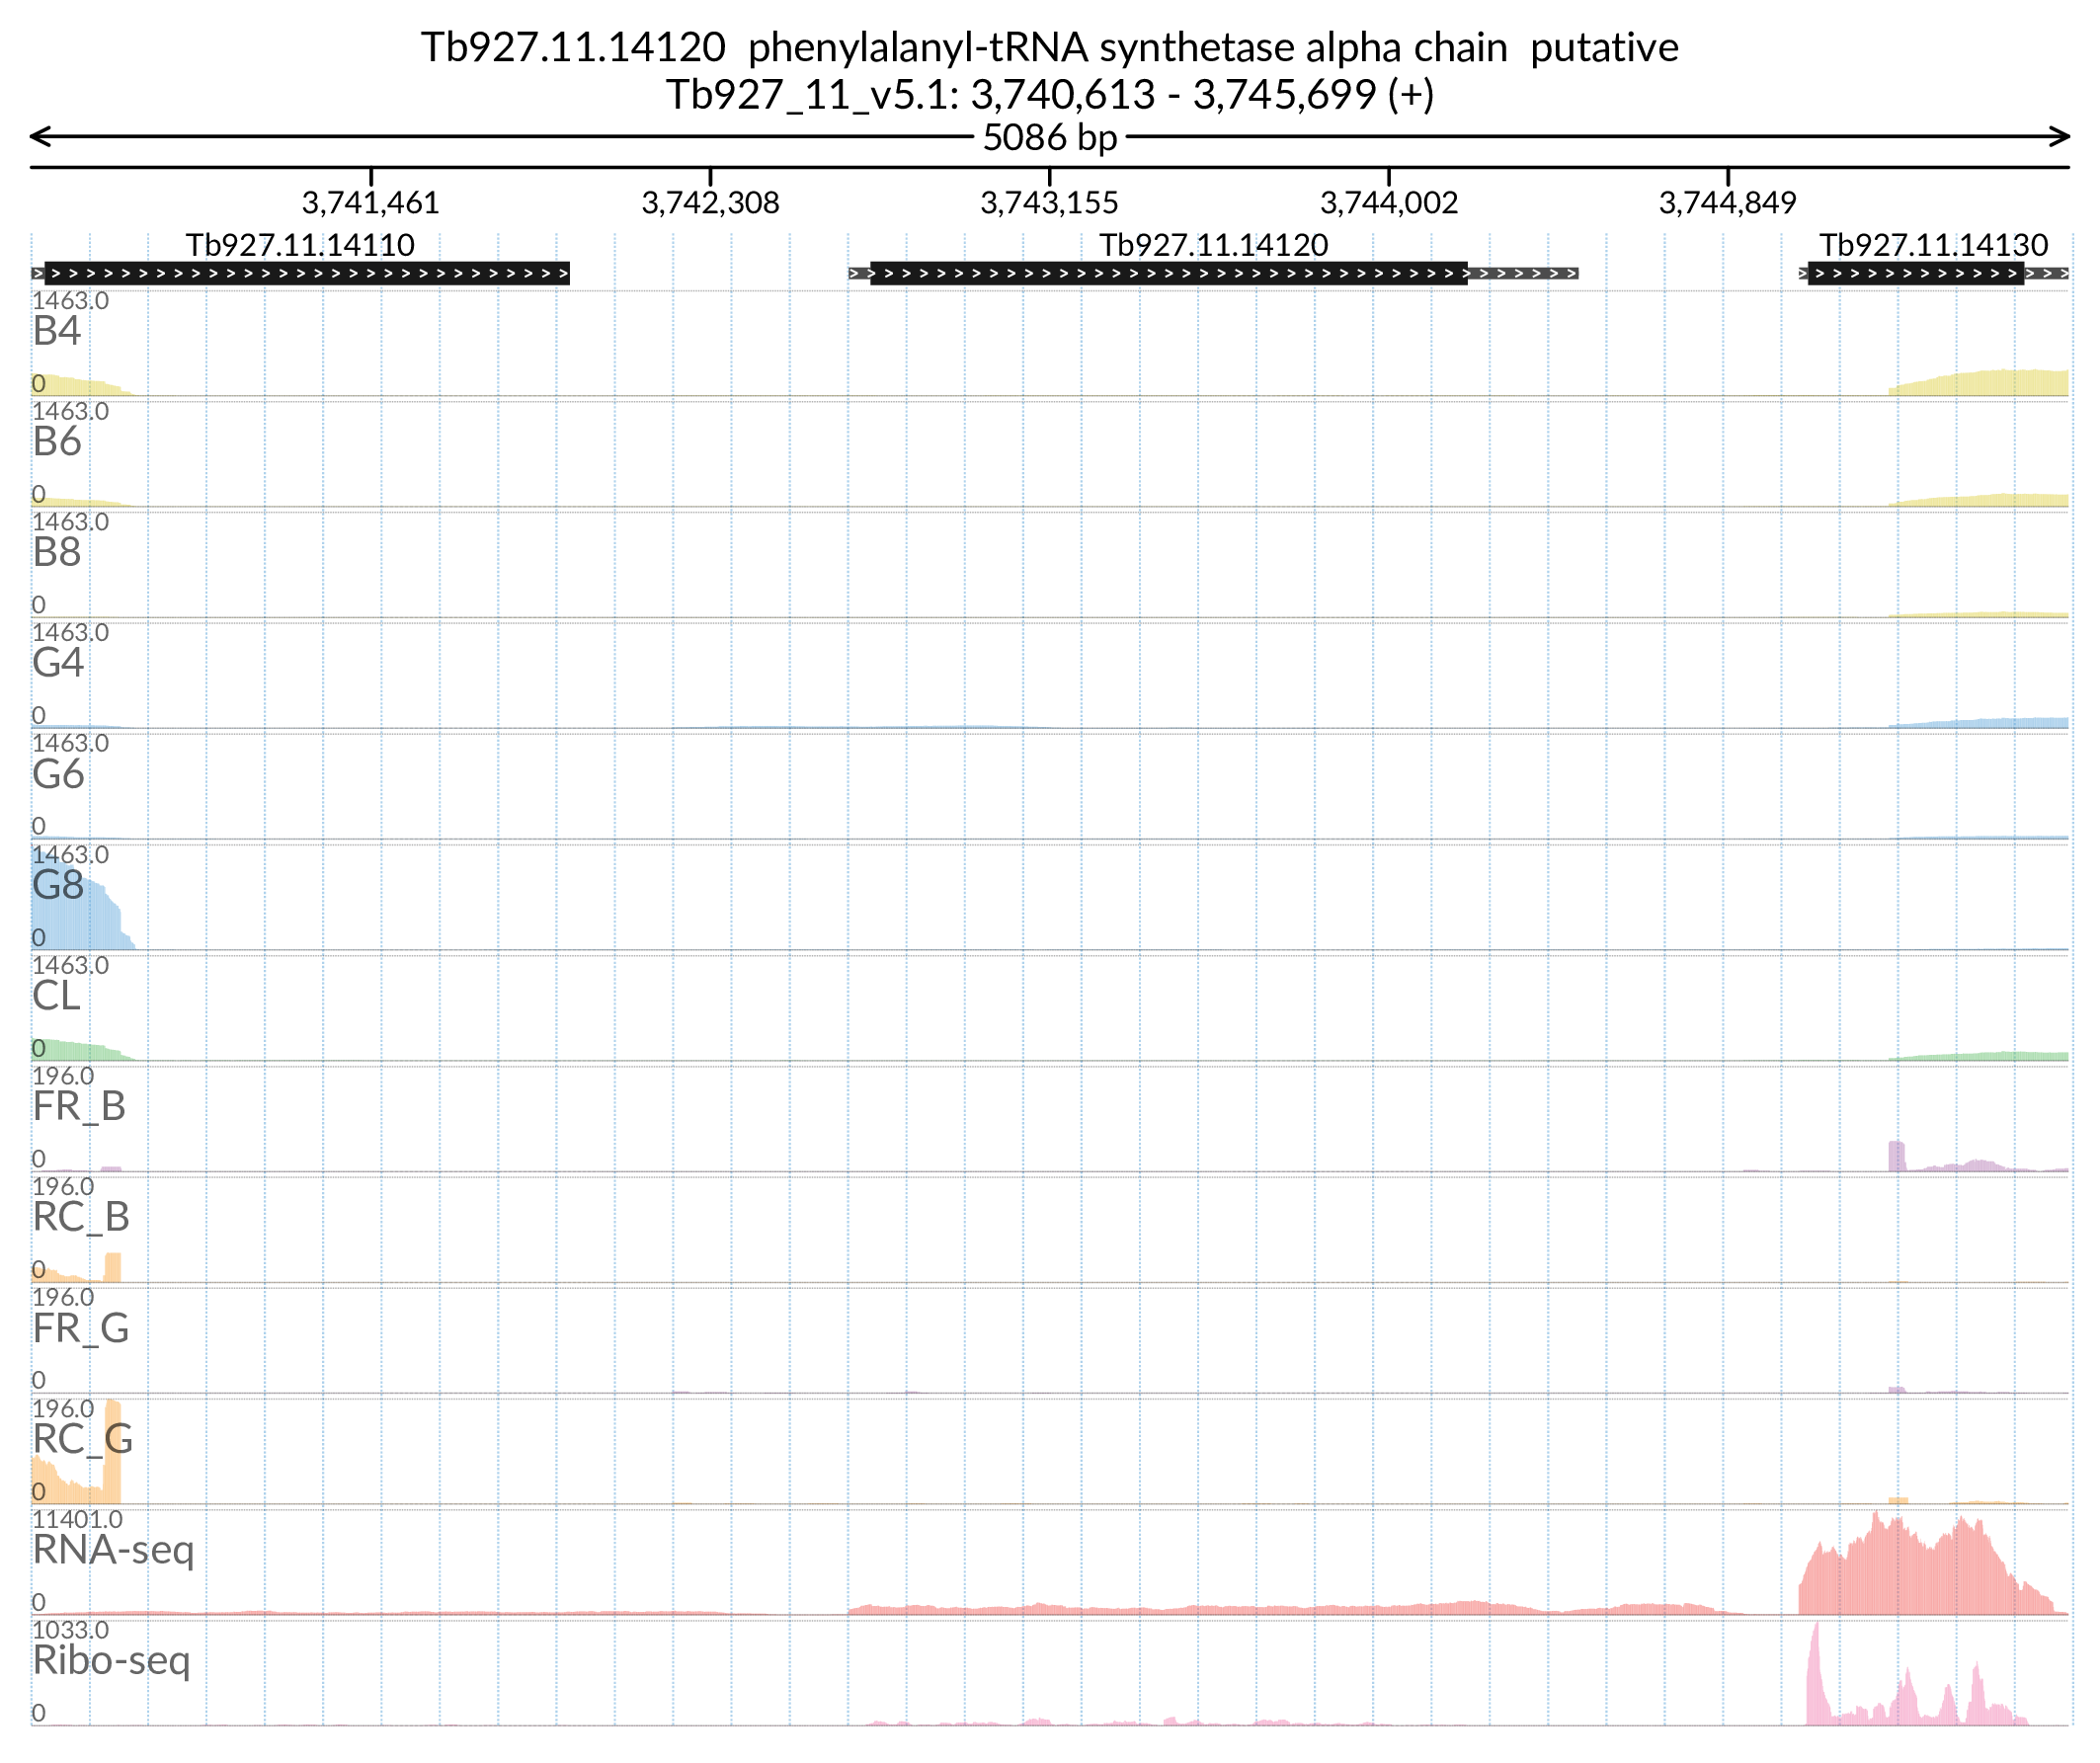 Tb927.11.14120 phenylalanyl-tRNA synthetase alpha chain putative
Tb927_11_v5.1: 3,740,613 - 3,745,699 (+)
5086 bp
3,741,461 3,742,308 3,743,155 3,744,002 3,744,849
Tb927.11.14110 Tb927.11.14120 Tb927.11.14130
1463.0
B4
0
1463.0
B6
0
1463.0
B8
0
1463.0
G4
0
1463.0
G6
0
1463.0
G8
0
1463.0
CL
0
196.0
FR_B
0
196.0
RC_B
0
196.0
FR_G
0
196.0
RC_G
0
11401.0
RNA-seq
0
1033.0
Ribo-seq
0